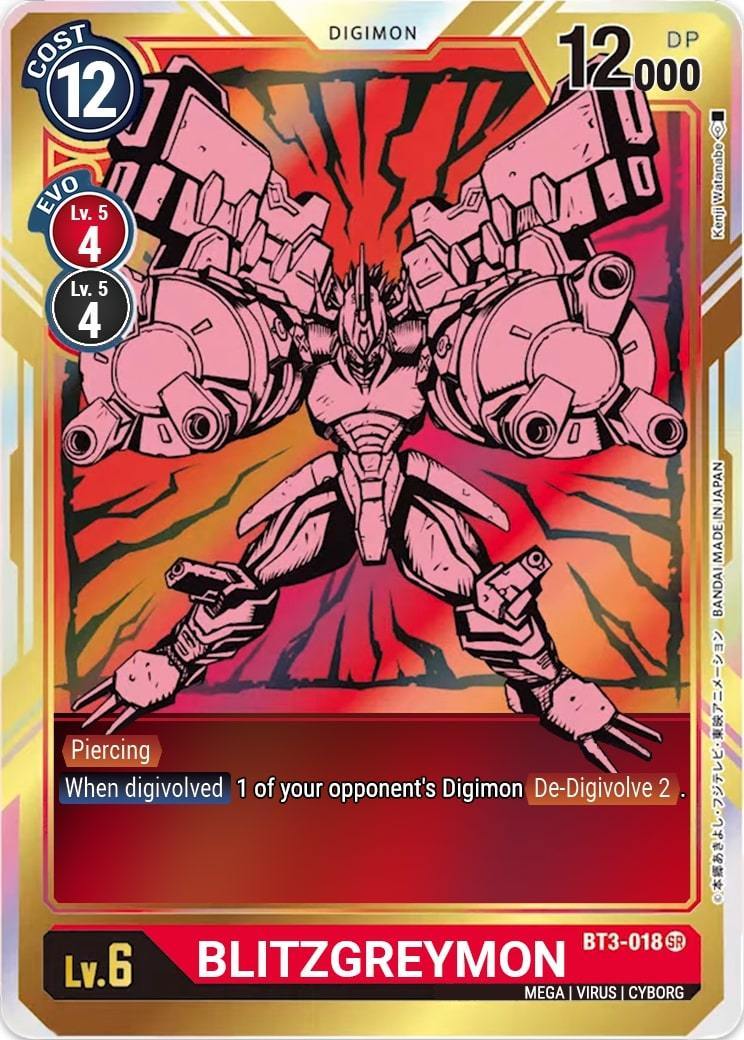 DIGIMON
COST
12
12000
DP
EVO
Lv. 5
4
Lv. 5
4
Kenji Watanabe
Piercing
When digivolved 1 of your opponent's Digimon De-Digivolve 2 .
©本郷あきよし・フジテレビ・東映アニメーション BANDAI MADE IN JAPAN
Lv.6
BLITZGREYMON
BT3-018 SR
MEGA | VIRUS | CYBORG